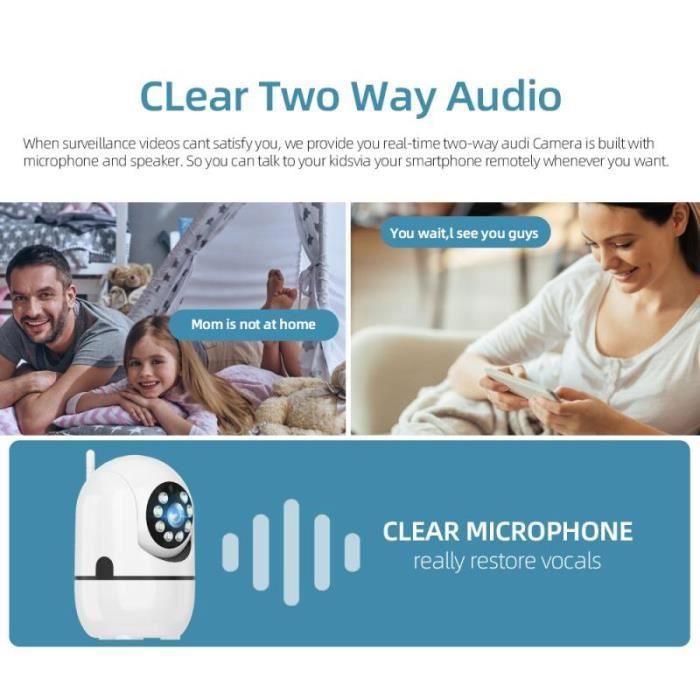 CLear Two Way Audio
When surveillance videos cant satisfy you, we provide you real-time two-way audi Camera is built with
microphone and speaker. So you can talk to your kidsvia your smartphone remotely whenever you want.
Mom is not at home
You wait,l see you guys
CLEAR MICROPHONE
really restore vocals